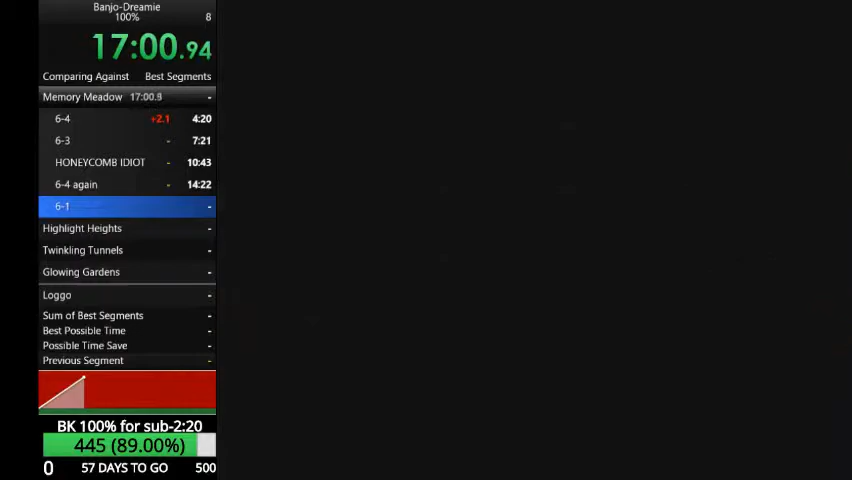 Banjo-Dreamie
100% 8
17:00.94
Comparing Against Best Segments
Memory Meadow 17:00.9 -
6-4 +2.1 4:20
6-3 - 7:21
HONEYCOMB IDIOT - 10:43
6-4 again - 14:22
6-1 -
Highlight Heights -
Twinkling Tunnels -
Glowing Gardens -
Loggo -
Sum of Best Segments -
Best Possible Time -
Possible Time Save -
Previous Segment -
BK 100% for sub-2:20
445 (89.00%)
0 57 DAYS TO GO 500